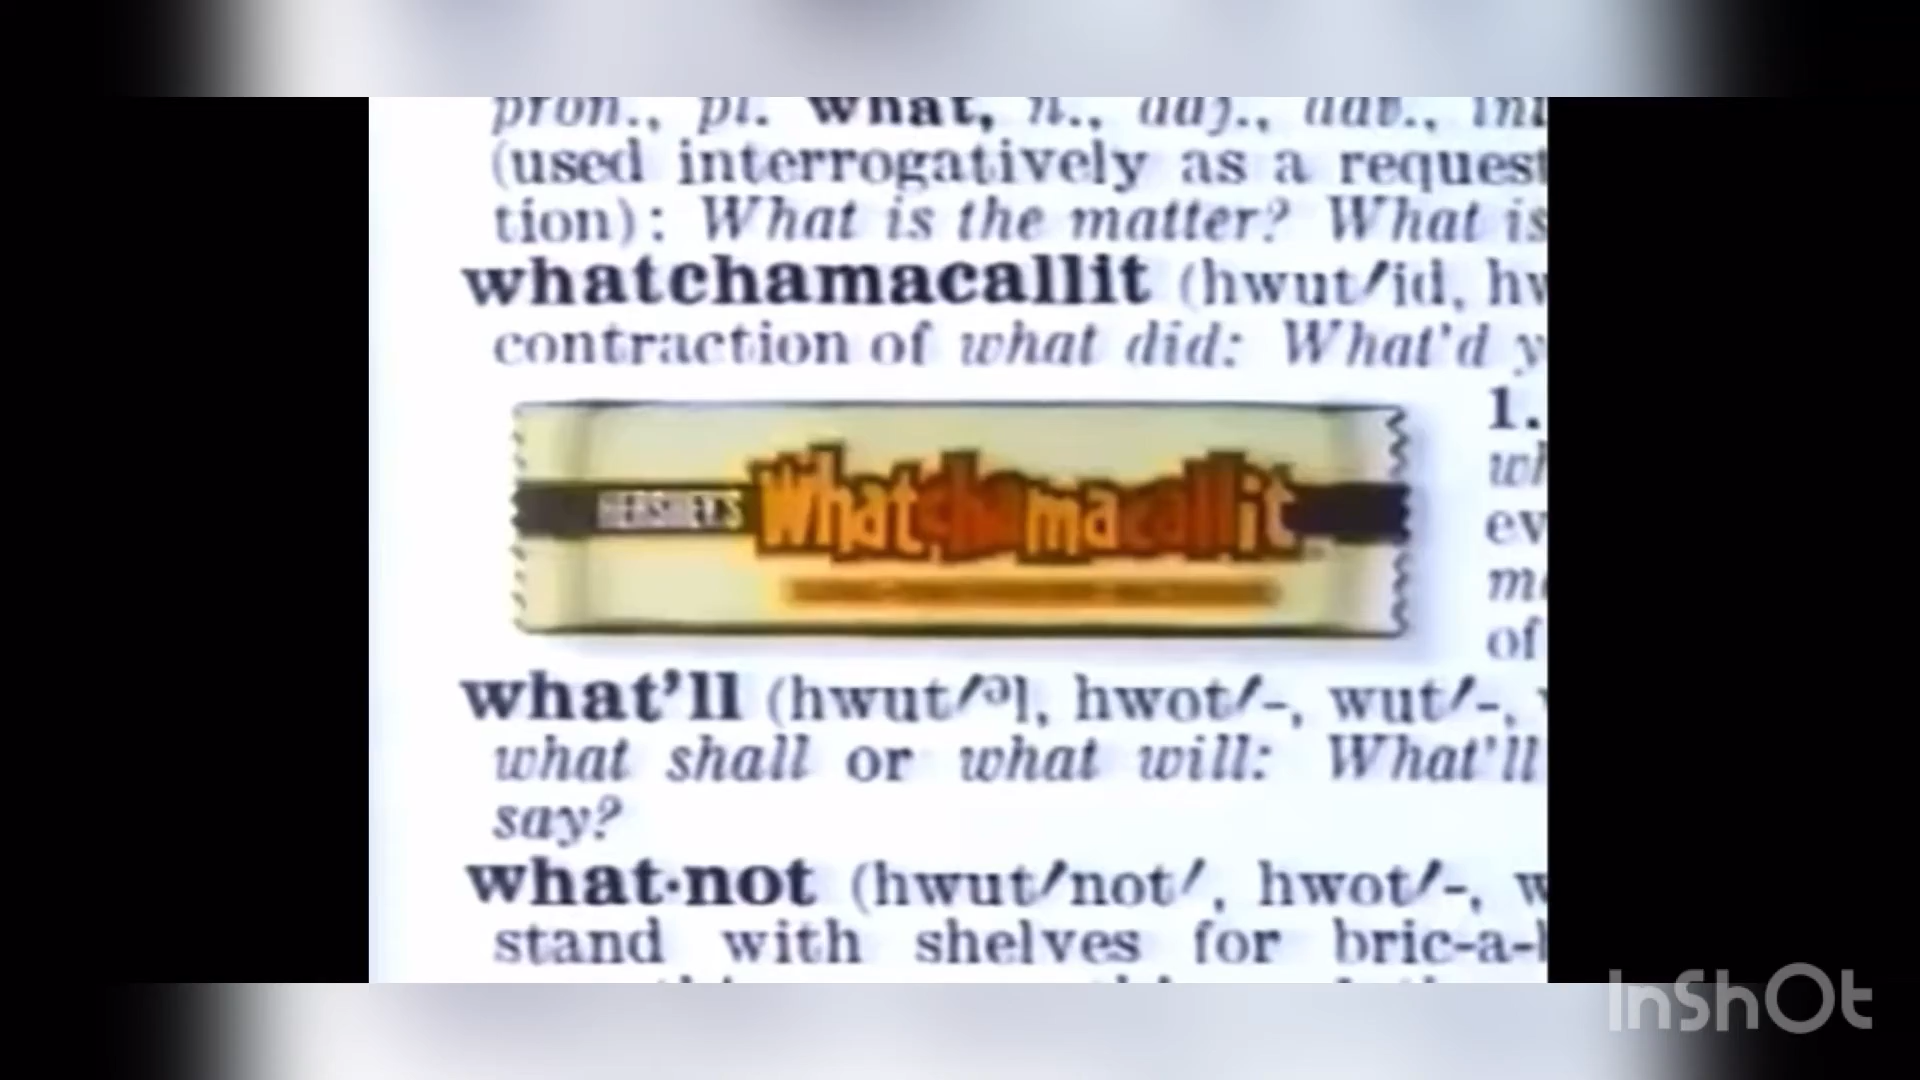 pron., pl. what, n., adj., adv.,
(used interrogatively as a request
tion): What is the matter? What is
whatchamacallit (hwut′id, hw
contraction of what did: What'd y
1.
HERSHEY'S Whatchamacallit
wh
ev
of
what'll (hwut′əl, hwot′-, wut′-,
what shall or what will: What'll
say?
what·not (hwut′not′, hwot′-, w
stand with shelves for bric-a-b
InShOt